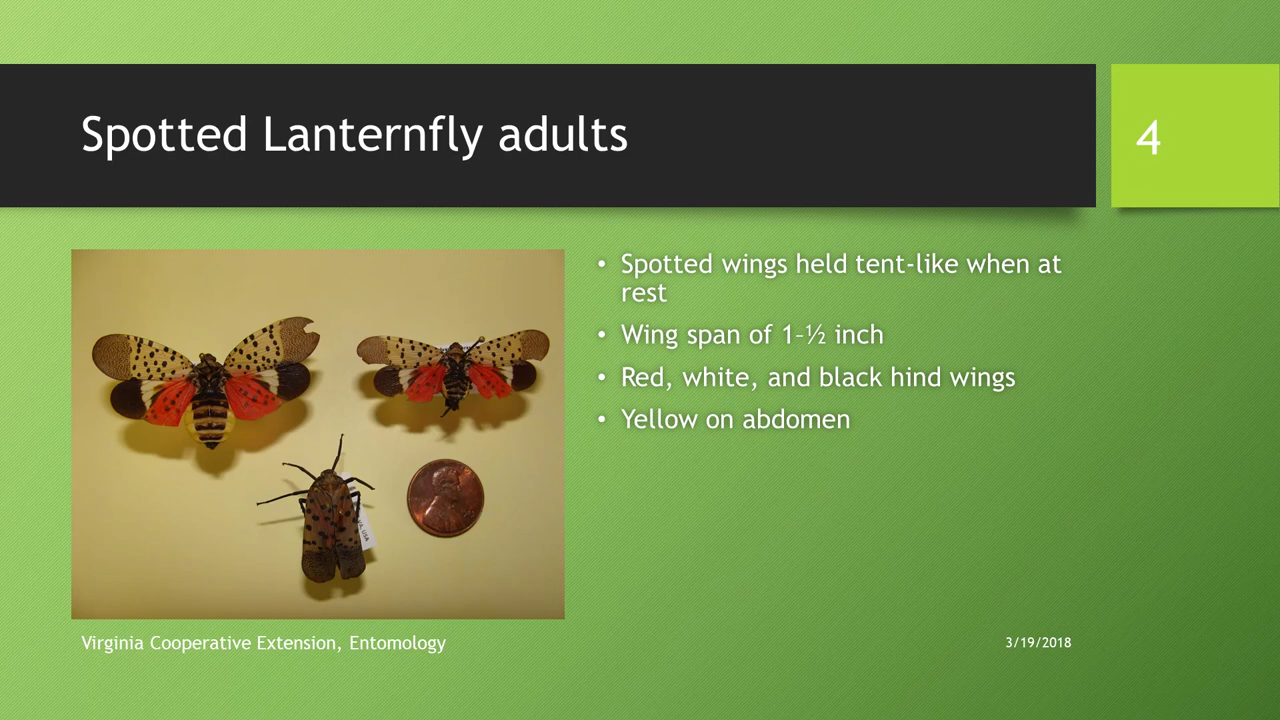 Spotted Lanternfly adults
4
• Spotted wings held tent-like when at
rest
• Wing span of 1–½ inch
• Red, white, and black hind wings
• Yellow on abdomen
USA
Virginia Cooperative Extension, Entomology
3/19/2018